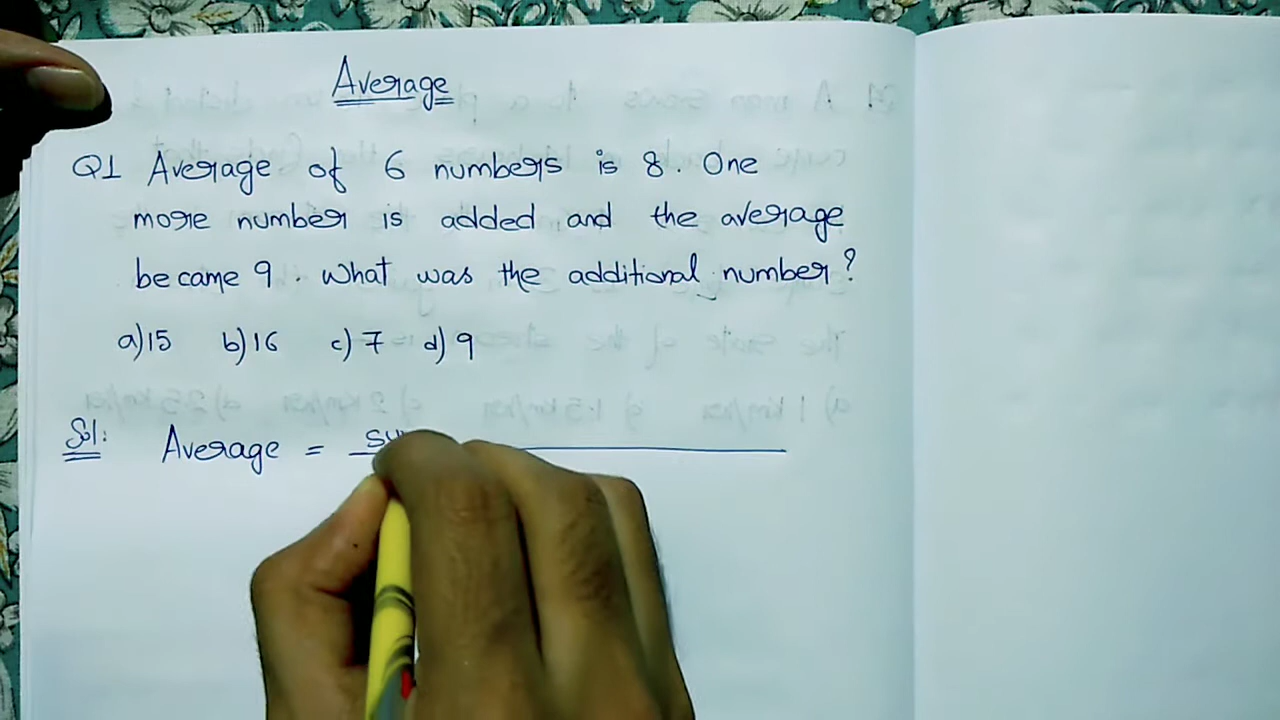 Average
Q1 Average of 6 numbers is 8. One
more number is added and the average
became 9. What was the additional number?
a) 15 b) 16 c) 7 d) 9
Sol: Average =